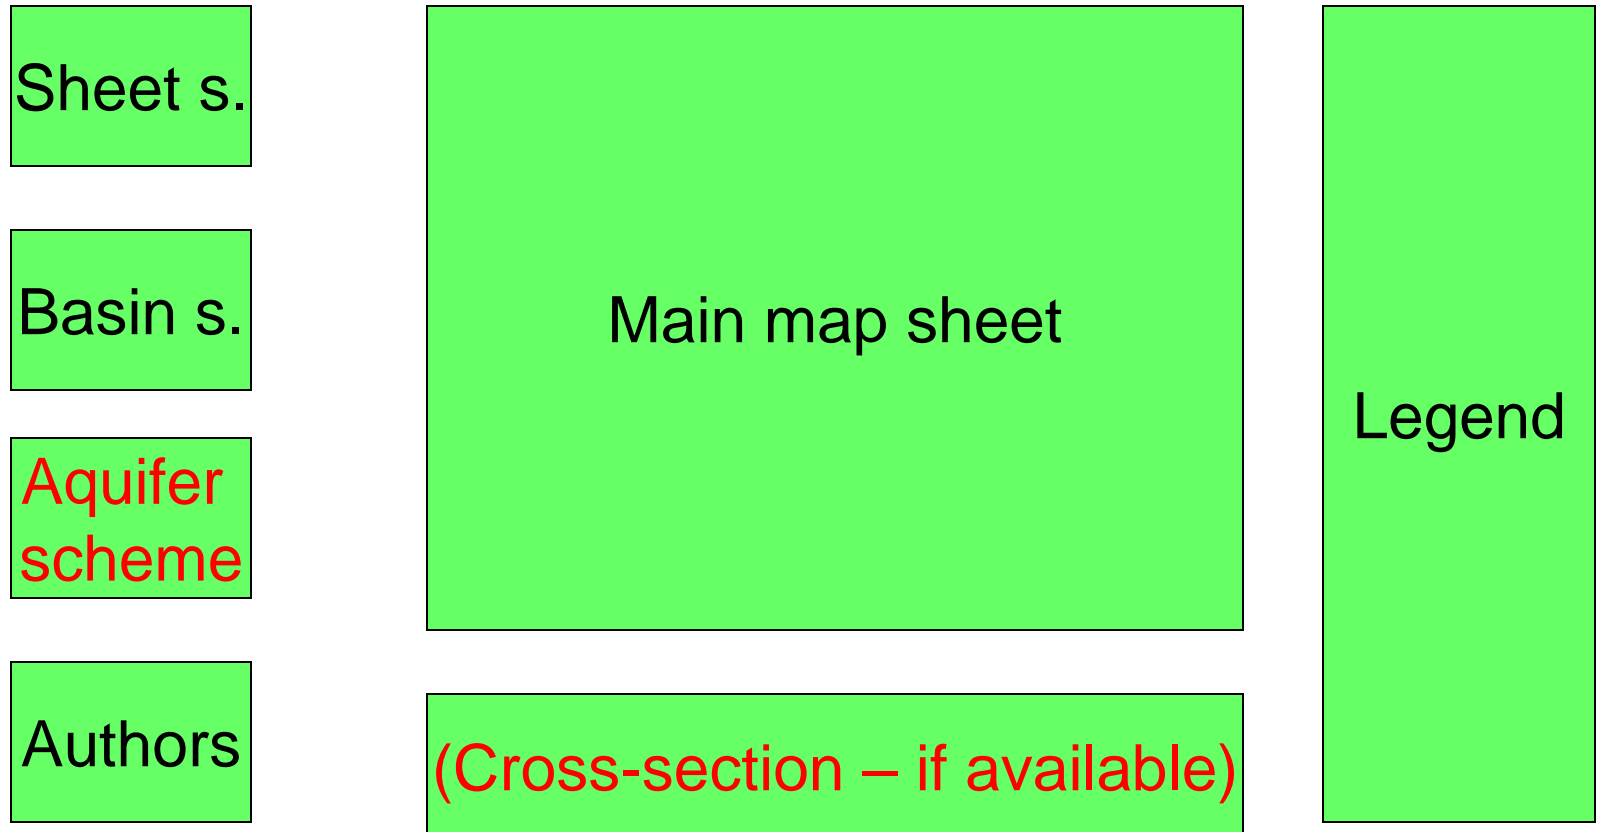 Sheet s.
Basin s.
Aquifer
scheme
Authors
Main map sheet
(Cross-section – if available)
Legend